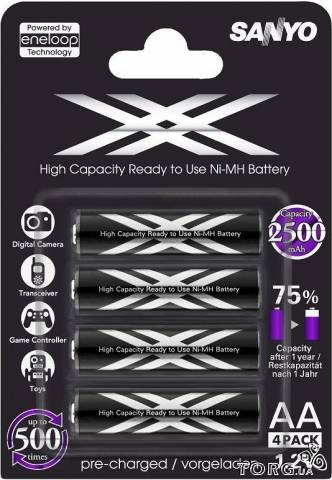 Powered by
eneloop
Technology
SANYO
High Capacity Ready to Use Ni-MH Battery
Digital Camera
Transceiver
Game Controller
Toys
High Capacity Ready to Use Ni-MH Battery
High Capacity Ready to Use Ni-MH Battery
High Capacity Ready to Use Ni-MH Battery
High Capacity Ready to Use Ni-MH Battery
Capacity
2500
mAh
75%
Capacity
after 1 year /
Restkapazität
nach 1 Jahr
up to
500
times
AA
4 PACK
pre-charged / vorgeladen
TORG.UA